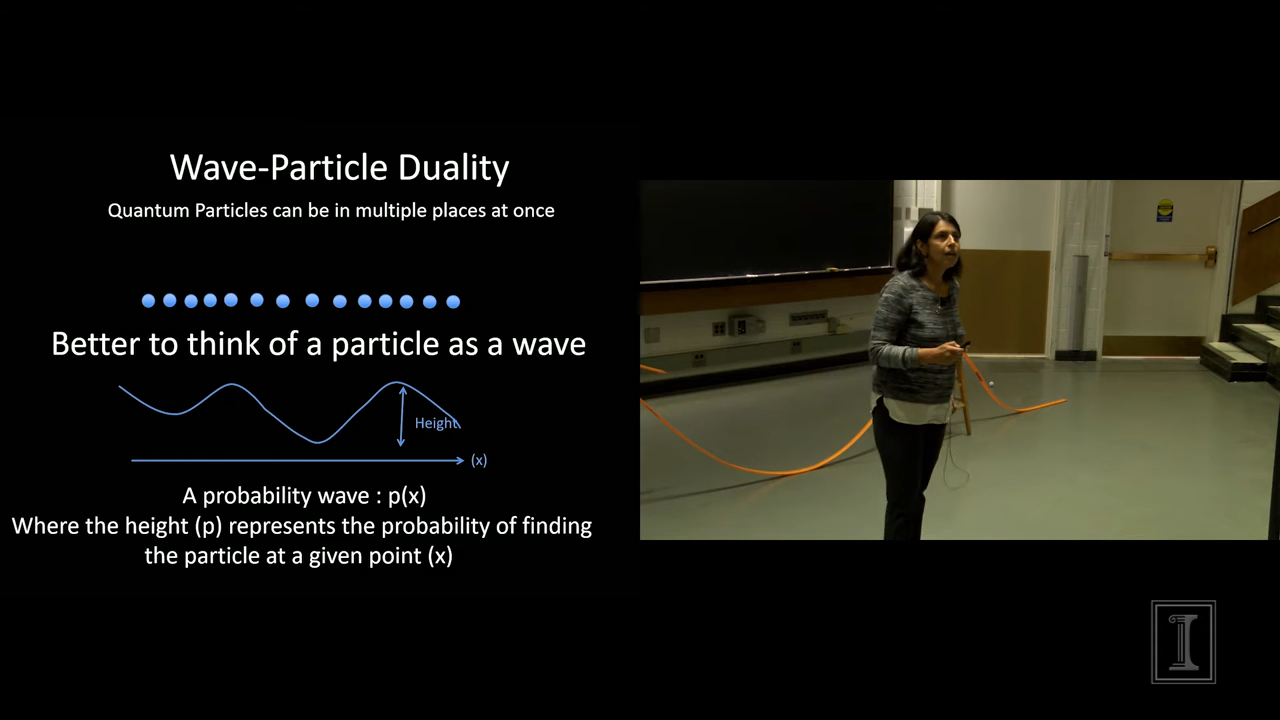 Wave-Particle Duality
Quantum Particles can be in multiple places at once
Better to think of a particle as a wave
Height
(x)
A probability wave : p(x)
Where the height (p) represents the probability of finding
the particle at a given point (x)
I